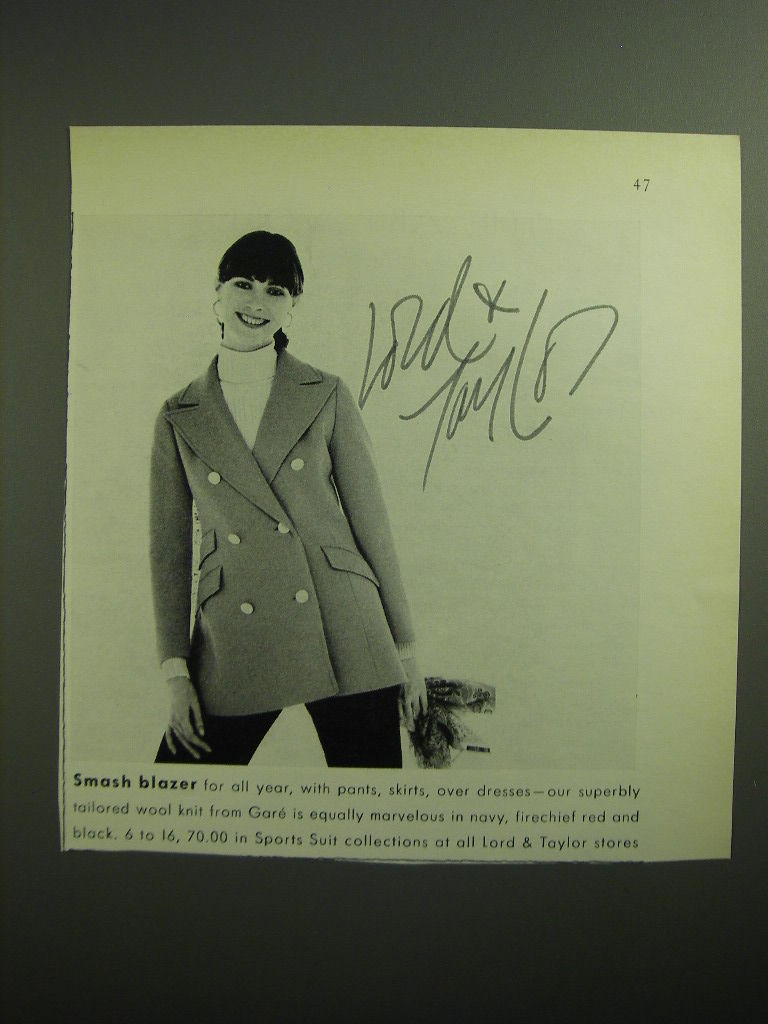 47
Lord &
Taylor
Smash blazer for all year, with pants, skirts, over dresses—our superbly
tailored wool knit from Garé is equally marvelous in navy, firechief red and
black. 6 to 16, 70.00 in Sports Suit collections at all Lord & Taylor stores